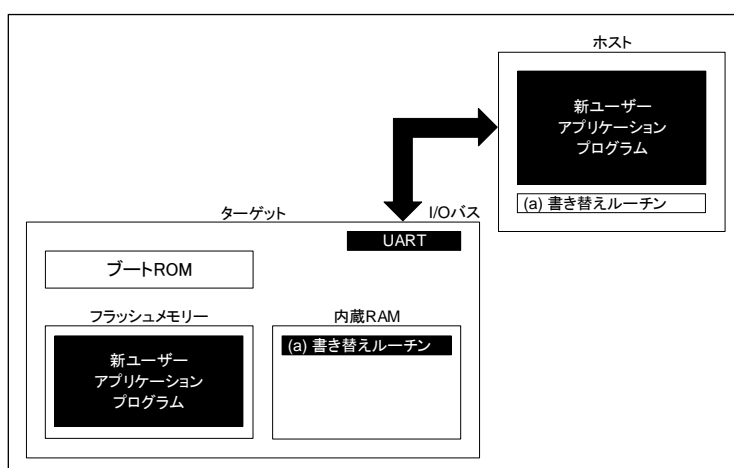 ホスト
新ユーザー
アプリケーション
プログラム
(a) 書き替えルーチン
ターゲット
I/Oバス
UART
ブートROM
フラッシュメモリー
内蔵RAM
新ユーザー
アプリケーション
プログラム
(a) 書き替えルーチン